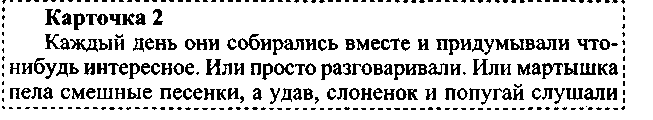 Карточка 2
Каждый день они собирались вместе и придумывали что-
нибудь интересное. Или просто разговаривали. Или мартышка
пела смешные песенки, а удав, слоненок и попугай слушали